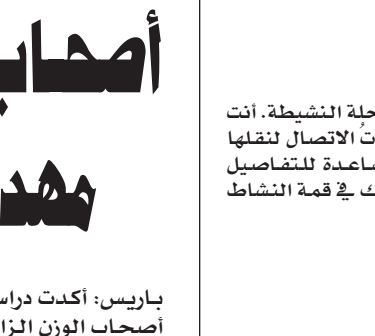 حلة النشيطة. أنت
تُ الاتصال لنقلها
ساعدة للتفاصيل
ك في قمة النشاط
أصحاب
مهد
باريس: أكدت دراس
أصحاب الوزن الزا